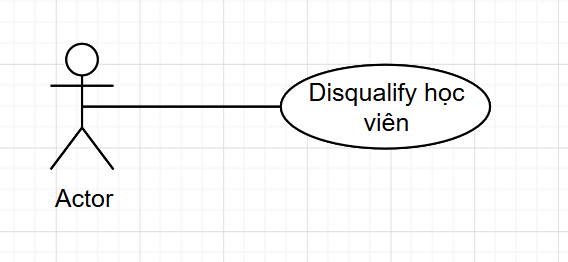 Disqualify học
viên
Actor